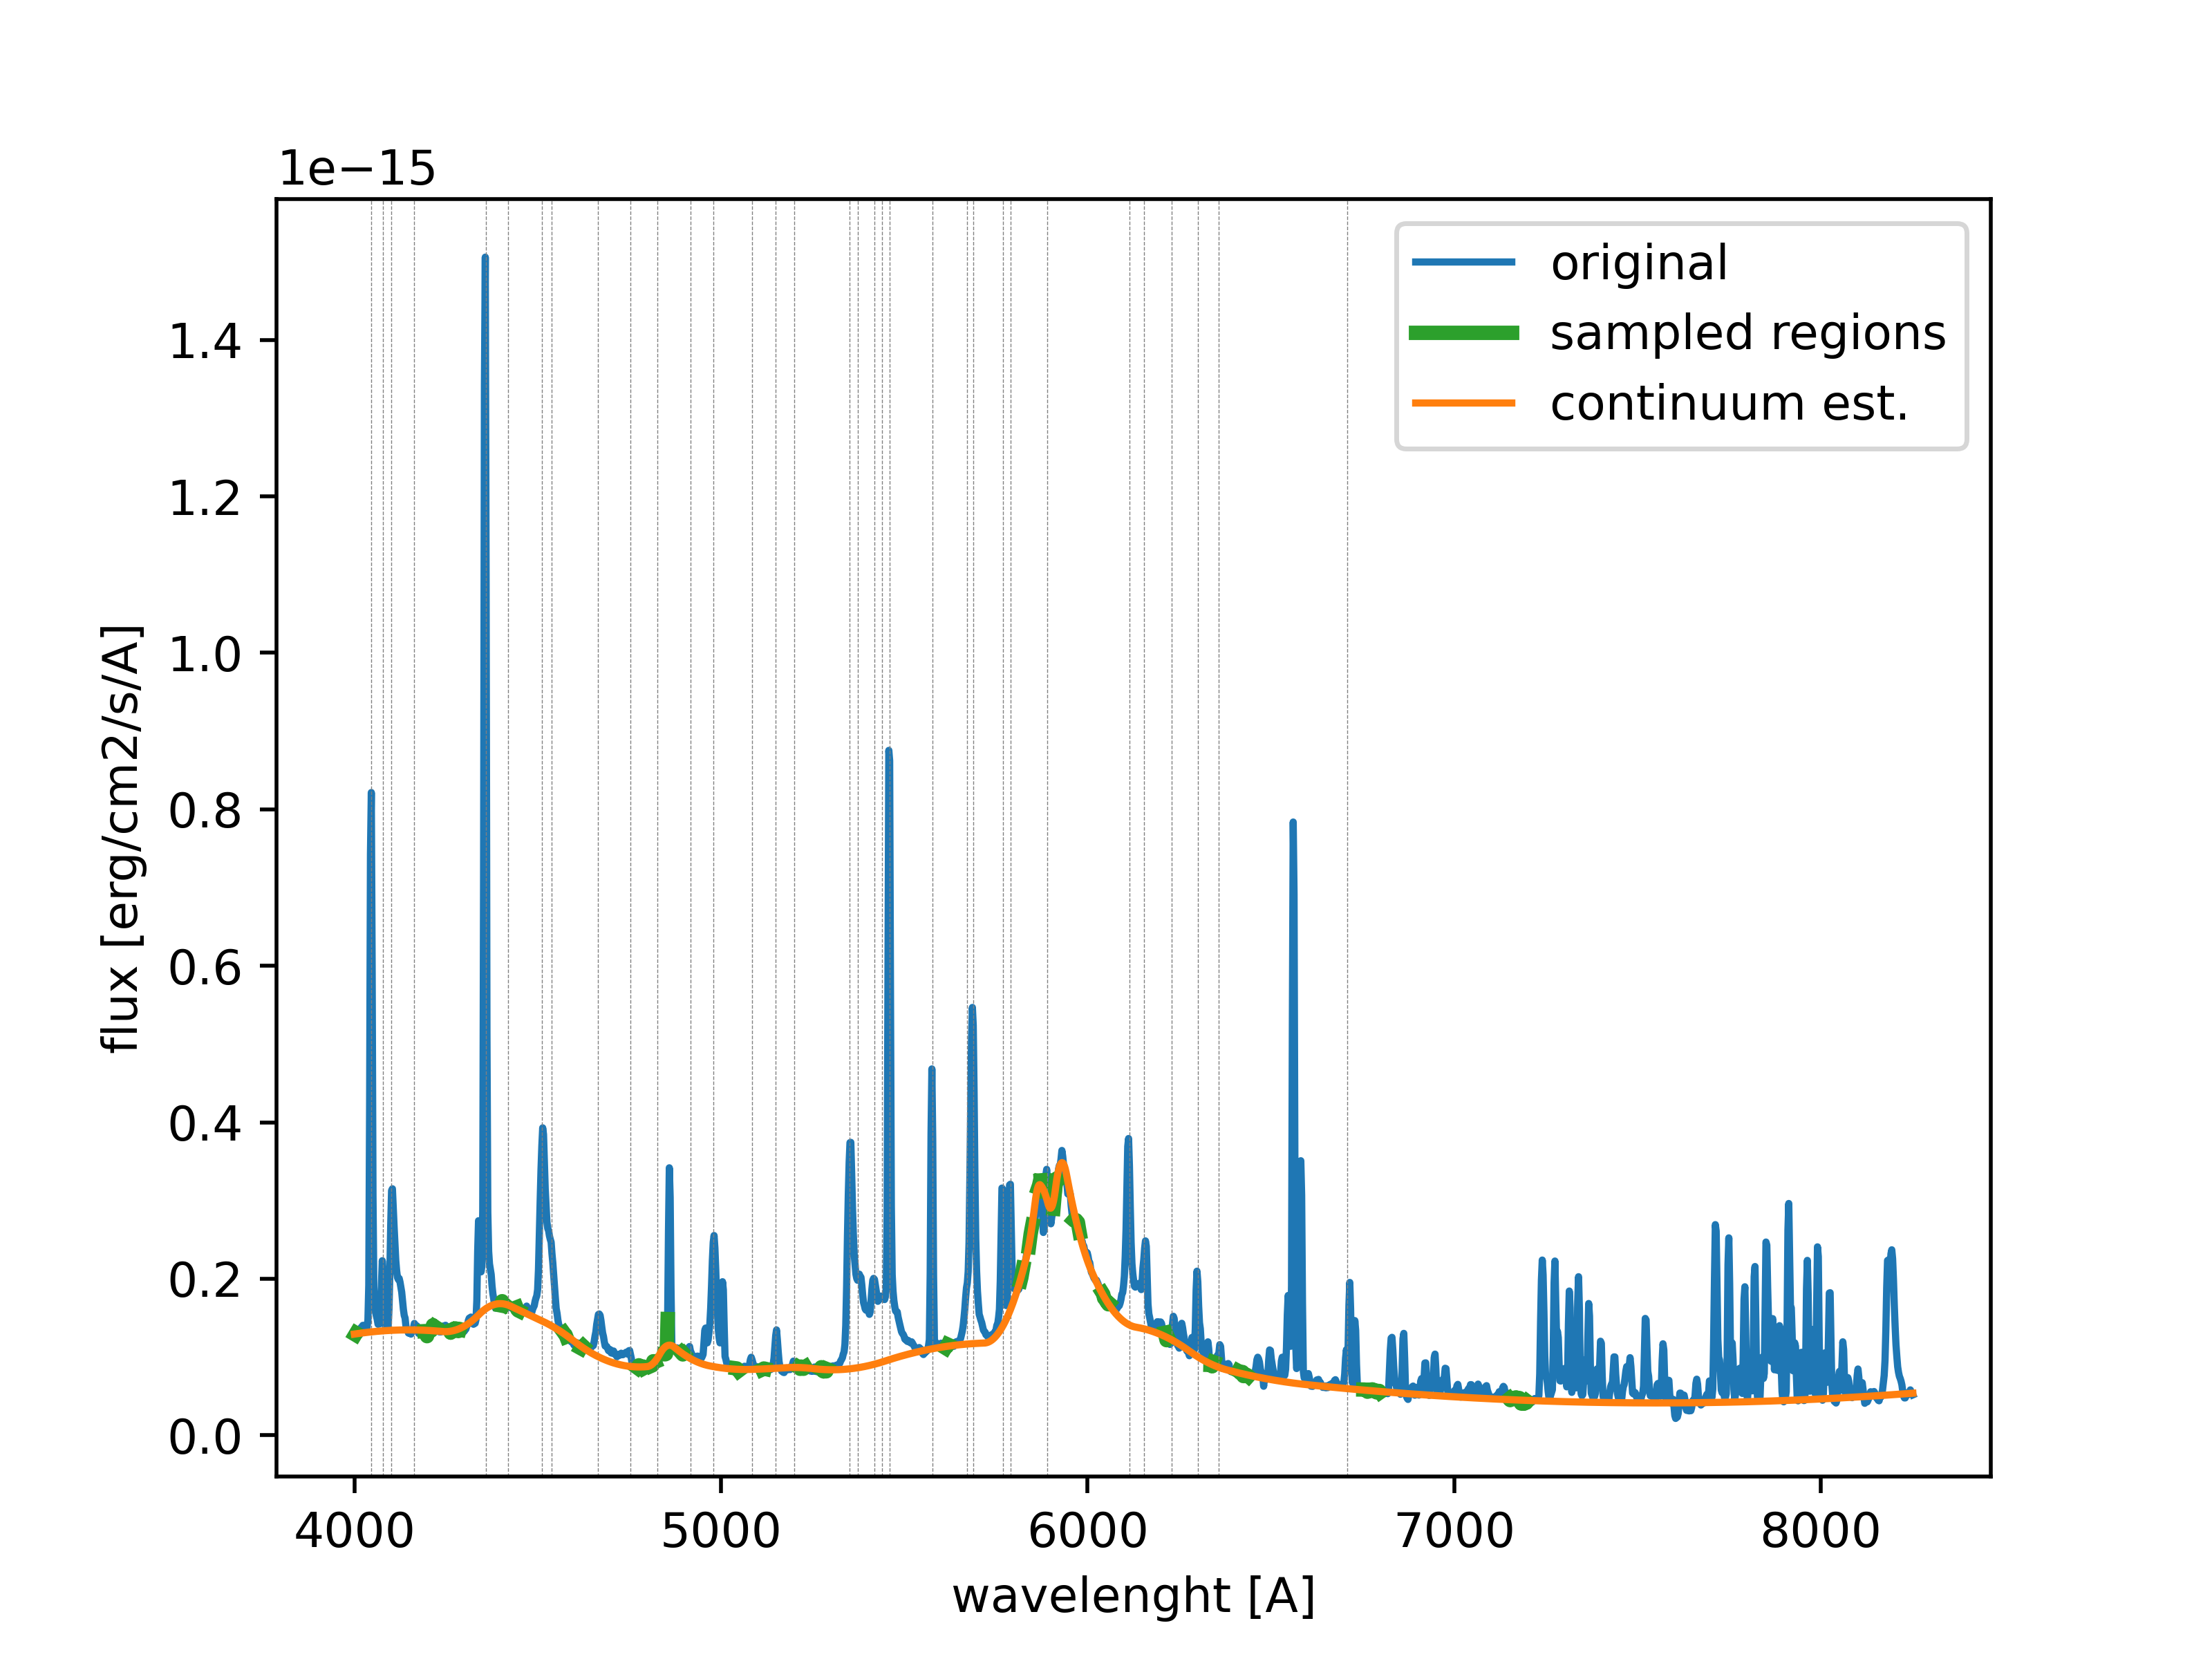 1e−15
original
sampled regions
continuum est.
1.4
1.2
1.0
0.8
0.6
0.4
0.2
0.0
flux [erg/cm2/s/A]
4000 5000 6000 7000 8000
wavelenght [A]